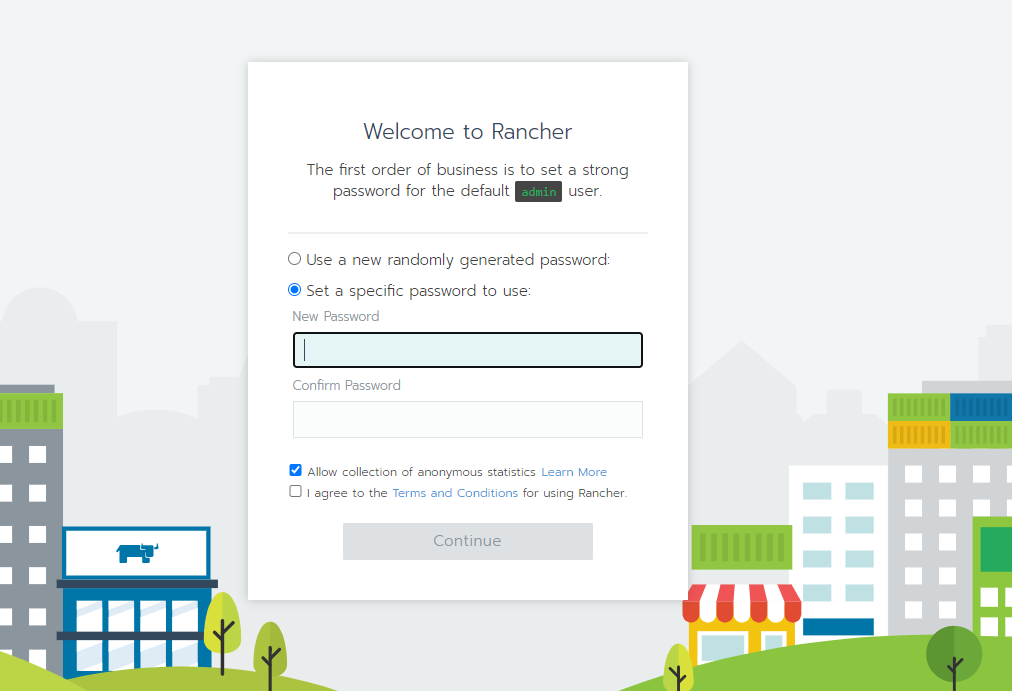 Welcome to Rancher
The first order of business is to set a strong
password for the default admin user.
Use a new randomly generated password:
Set a specific password to use:
New Password
Confirm Password
Allow collection of anonymous statistics Learn More
I agree to the Terms and Conditions for using Rancher.
Continue